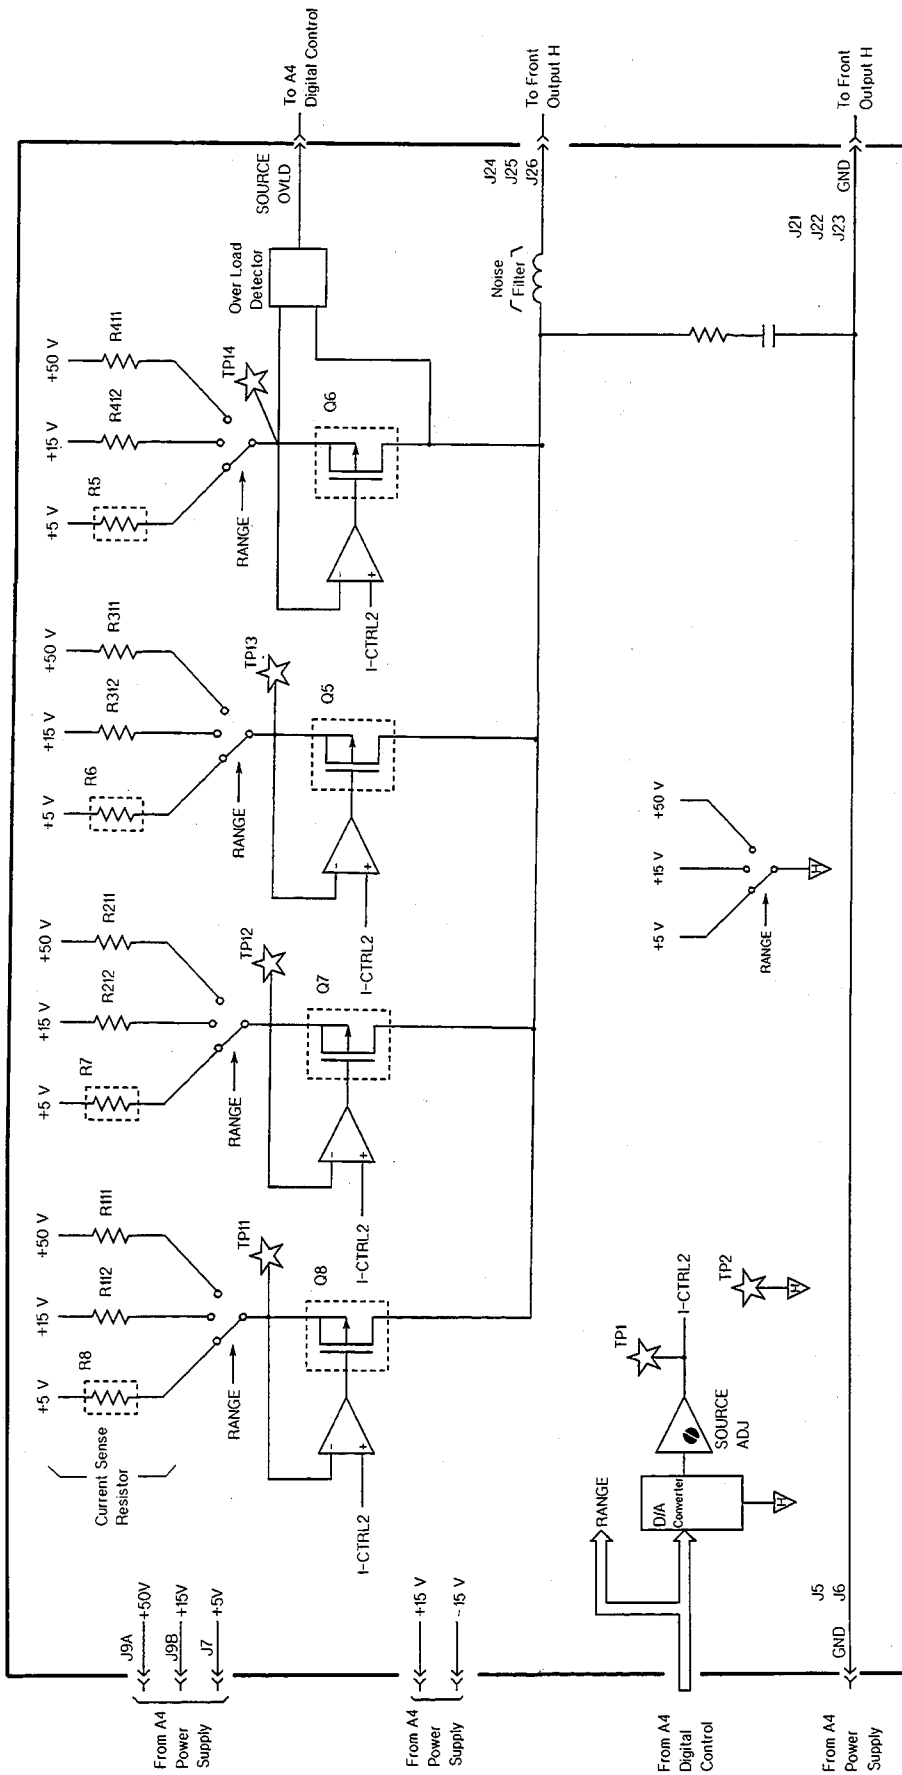 From A4
Power
Supply
J9A
+50V
J9B
+15V
J7
+5V
From A4
Power
Supply
+15 V
-15 V
From A4
Digital
Control
From A4
Power
Supply
GND
J5
J6
Current Sense
Resistor
+5 V
R8
+15 V
R112
+50 V
R111
RANGE
TP11
Q8
-
+
I-CTRL2
+5 V
R7
+15 V
R212
+50 V
R211
RANGE
TP12
Q7
-
+
I-CTRL2
+5 V
R6
+15 V
R312
+50 V
R311
RANGE
TP13
Q5
-
+
I-CTRL2
+5 V
R5
+15 V
R412
+50 V
R411
RANGE
TP14
Q6
-
+
I-CTRL2
Over Load
Detector
SOURCE
OVLD
To A4
Digital Control
Noise
Filter
J24
J25
J26
To Front
Output H
RANGE
D/A
Converter
H
SOURCE
ADJ
TP1
I-CTRL2
TP2
H
+5 V
+15 V
+50 V
RANGE
H
J21
J22
J23
GND
To Front
Output H